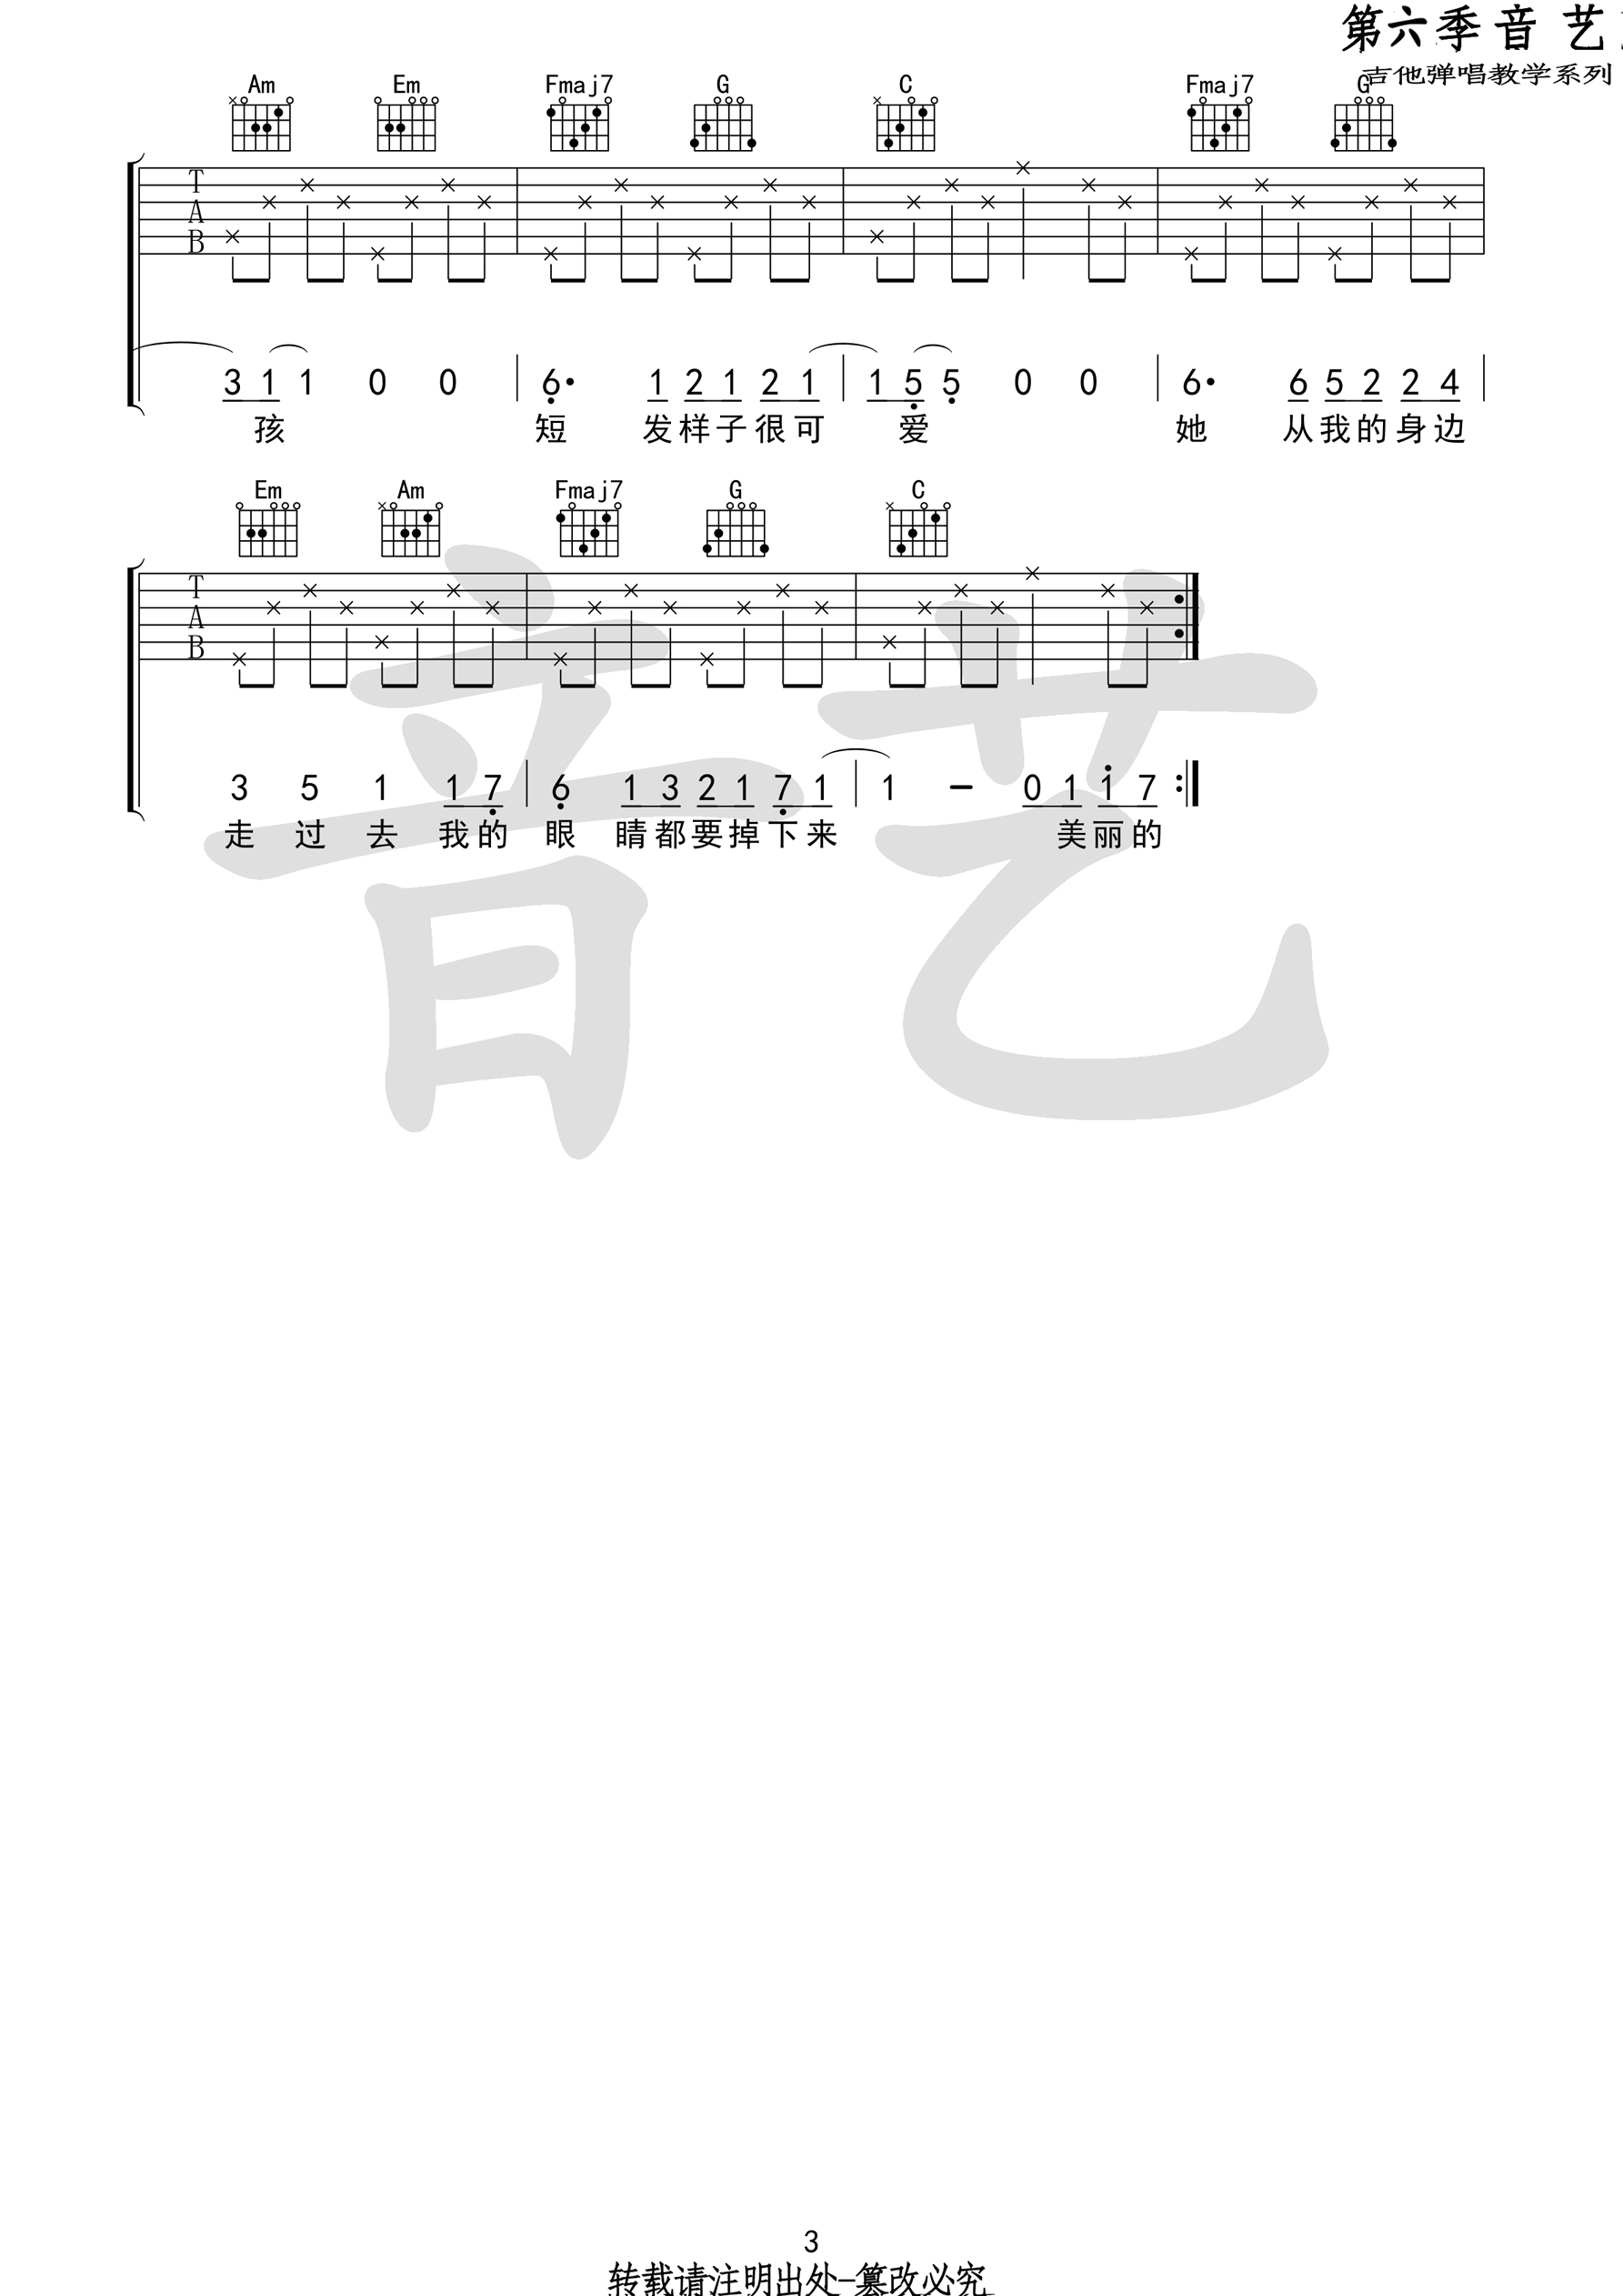 第六季音艺
吉他弹唱教学系列
Am Em Fmaj7 G C Fmaj7 G
T
A
B
3 1 1 0 0 6· 1 2 1 2 1 1 5 5 0 0 6· 6 5 2 2 4
孩 短 发样子很可 爱 她 从我的身边
Em Am Fmaj7 G C
T
A
B
3 5 1 1 7 6 1 3 2 1 7 1 1 - 0 1 1 7
走 过 去 我的 眼 睛都要掉下来 美丽的
音艺
3
转载请注明出处-篡改必究